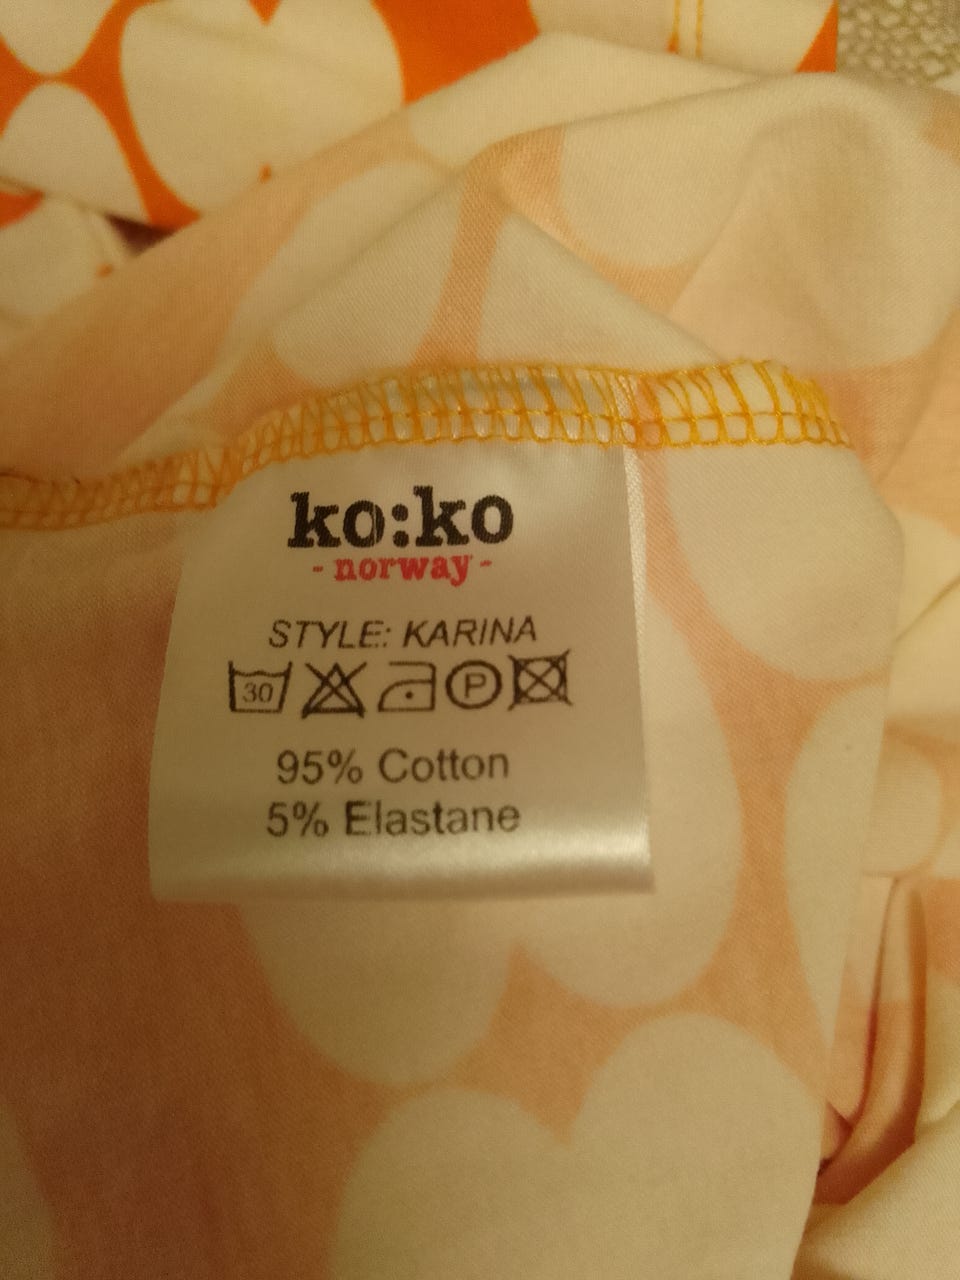 ko:ko
- norway -
STYLE: KARINA
30 P
95% Cotton
5% Elastane